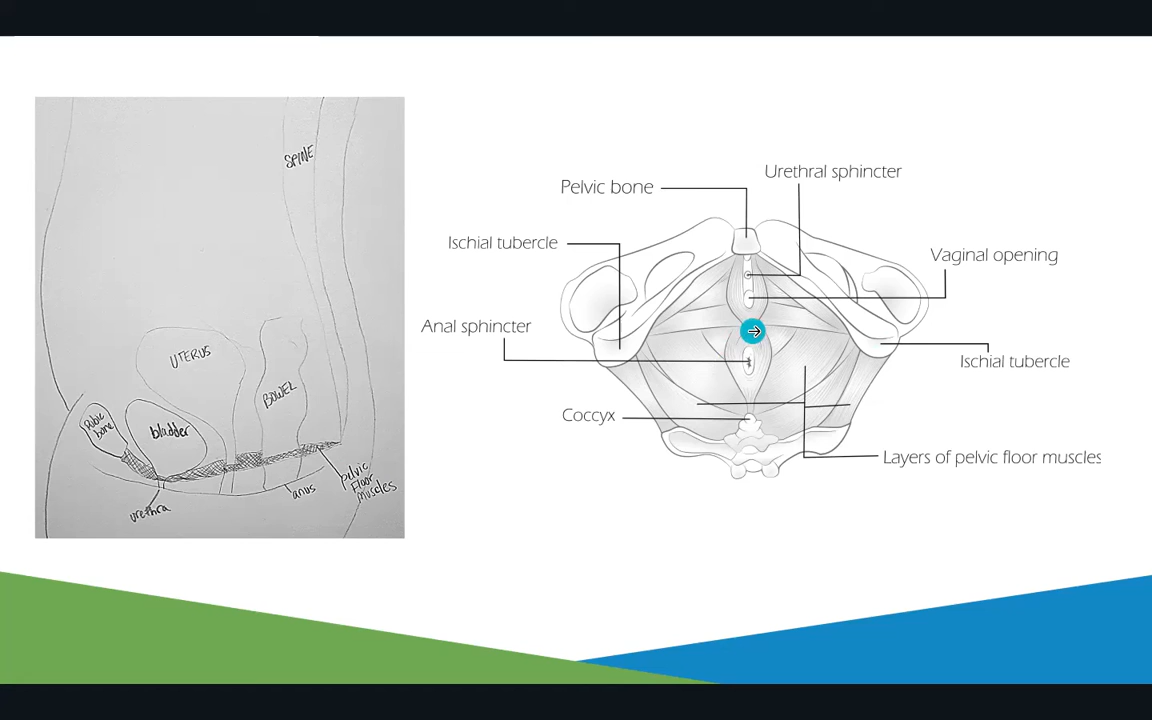 SPINE
UTERUS
BOWEL
Pubic
bone
bladder
pelvic
Floor
Muscles
anus
urethra
Urethral sphincter
Pelvic bone
Ischial tubercle
Vaginal opening
Anal sphincter
Ischial tubercle
Coccyx
Layers of pelvic floor muscles